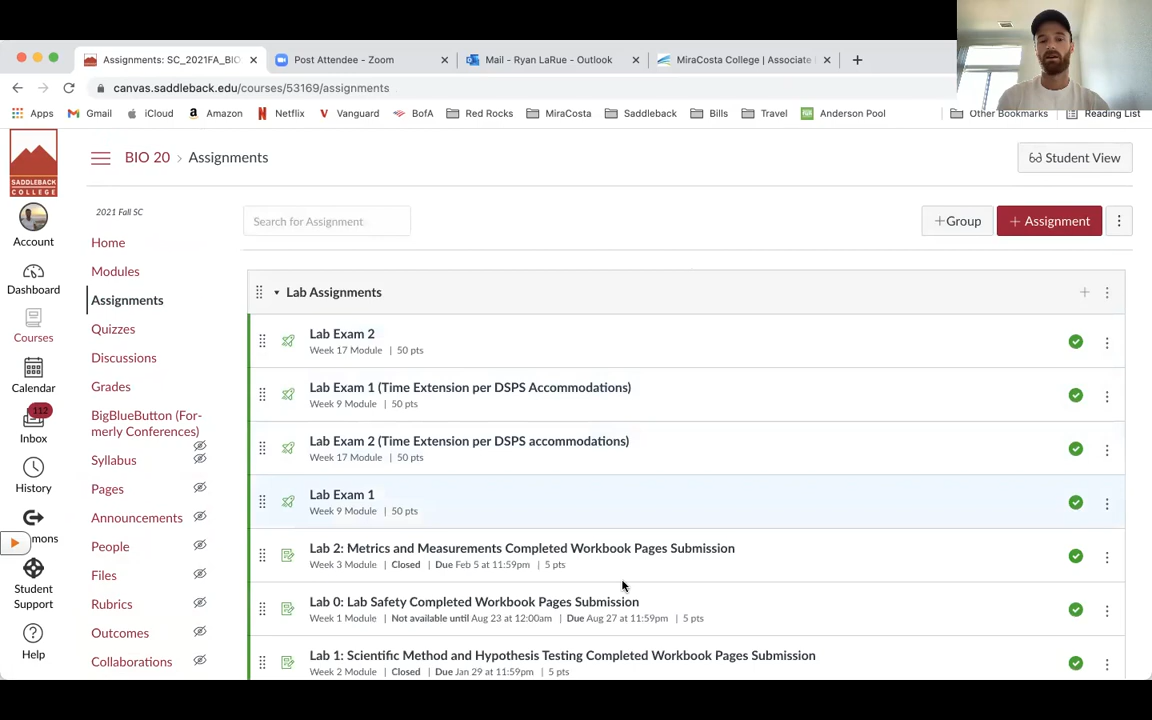 Assignments: SC_2021FA_BIO
Post Attendee - Zoom
Mail - Ryan LaRue - Outlook
MiraCosta College | Associate
canvas.saddleback.edu/courses/53169/assignments
Apps Gmail iCloud Amazon Netflix Vanguard BofA Red Rocks MiraCosta Saddleback Bills Travel Anderson Pool Other Bookmarks Reading List
SADDLEBACK
COLLEGE
BIO 20 > Assignments
Student View
Account
Dashboard
Courses
Calendar
112
Inbox
History
mons
Student
Support
Help
2021 Fall SC
Home
Modules
Assignments
Quizzes
Discussions
Grades
BigBlueButton (For-
merly Conferences)
Syllabus
Pages
Announcements
People
Files
Rubrics
Outcomes
Collaborations
Search for Assignment
+Group
+ Assignment
Lab Assignments
Lab Exam 2
Week 17 Module | 50 pts
Lab Exam 1 (Time Extension per DSPS Accommodations)
Week 9 Module | 50 pts
Lab Exam 2 (Time Extension per DSPS accommodations)
Week 17 Module | 50 pts
Lab Exam 1
Week 9 Module | 50 pts
Lab 2: Metrics and Measurements Completed Workbook Pages Submission
Week 3 Module | Closed | Due Feb 5 at 11:59pm | 5 pts
Lab 0: Lab Safety Completed Workbook Pages Submission
Week 1 Module | Not available until Aug 23 at 12:00am | Due Aug 27 at 11:59pm | 5 pts
Lab 1: Scientific Method and Hypothesis Testing Completed Workbook Pages Submission
Week 2 Module | Closed | Due Jan 29 at 11:59pm | 5 pts